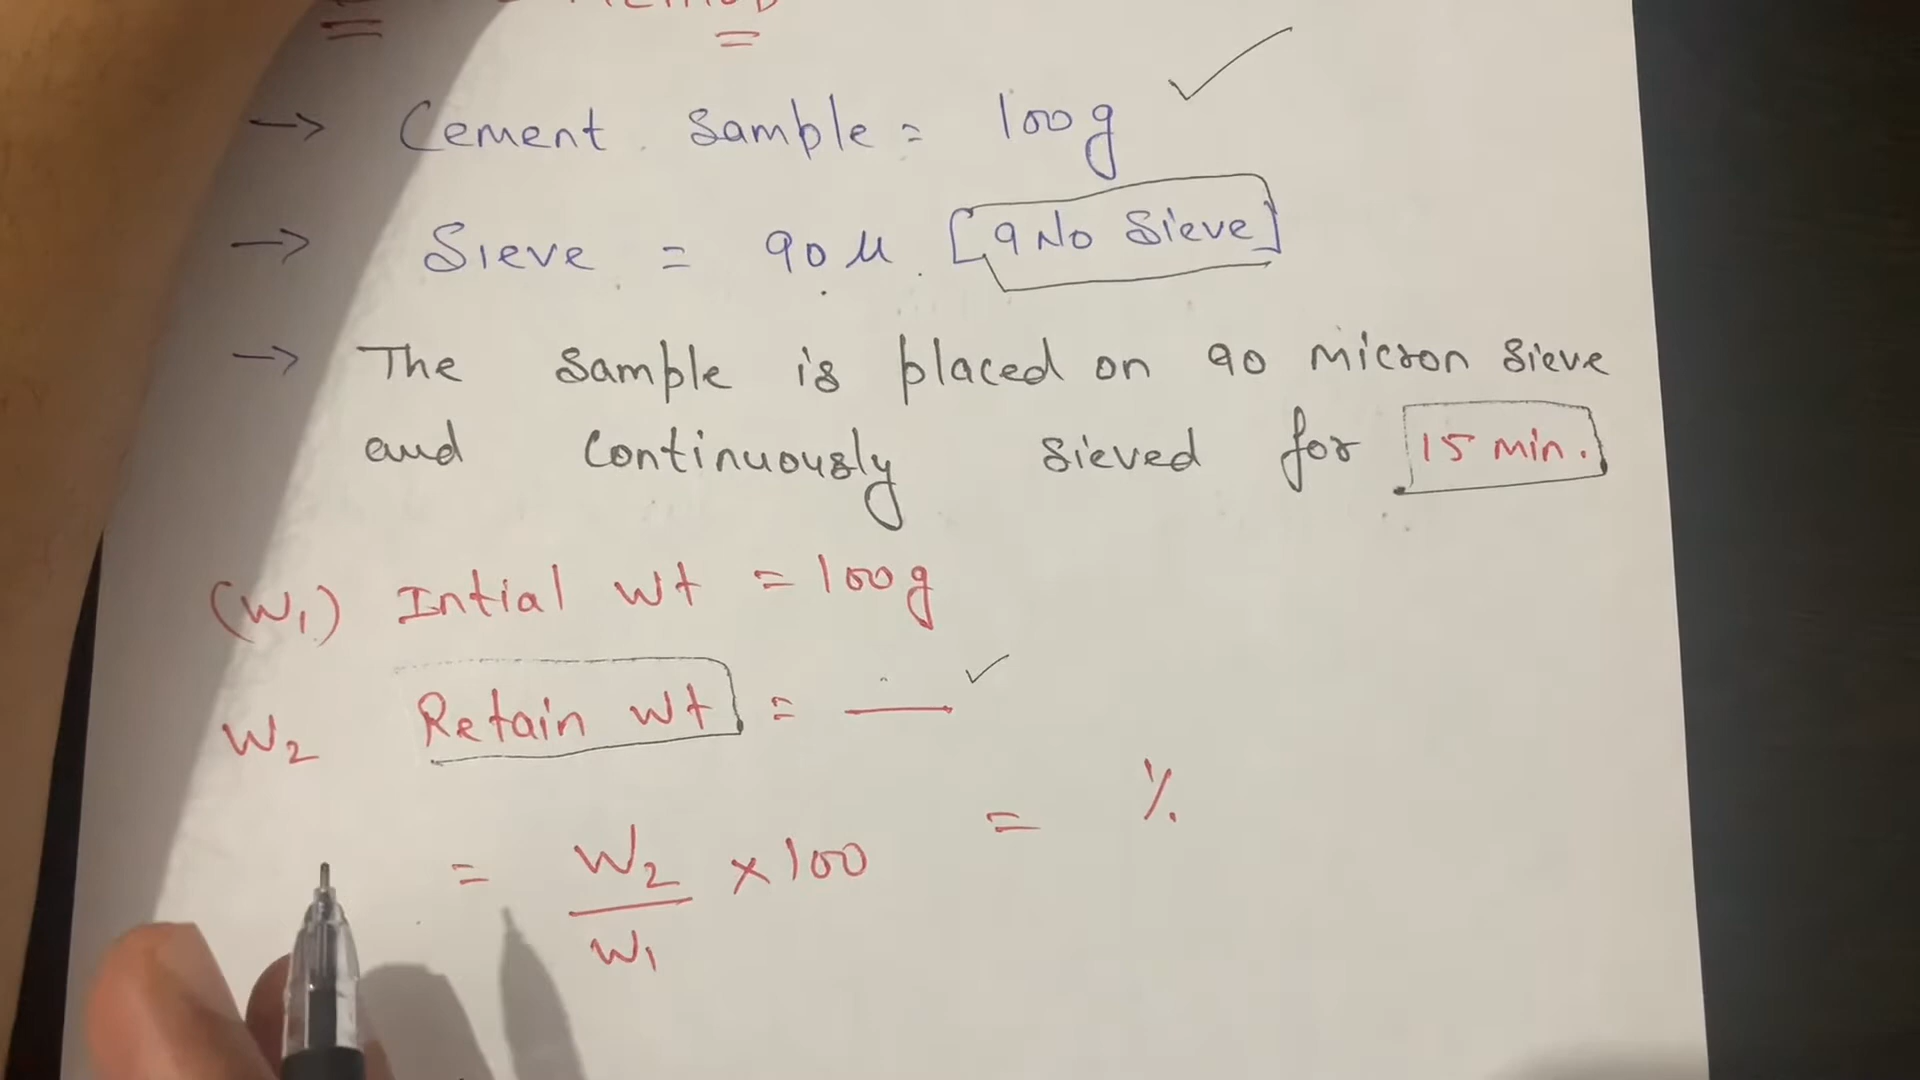 → Cement sample = 100g ✓
→ Sieve = 90 μ [9 No Sieve]
→ The sample is placed on 90 micron sieve
and continuously sieved for 15 min.
(W₁) Intial wt = 100g
W₂ Retain wt = __ ✓
= W₂/W₁ × 100 = %